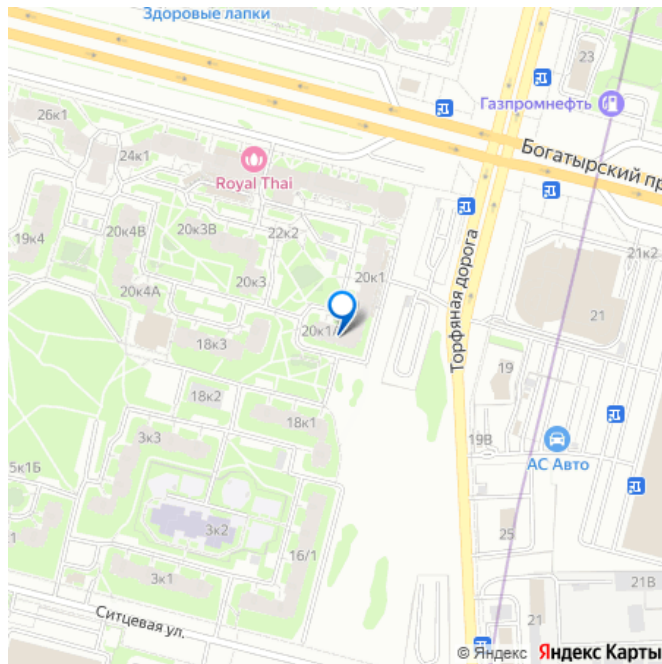 Здоровые лапки
23
Газпромнефть
26к1
Богатырский пр
24к1
Royal Thai
20к4В
20к3В
22к2
19к4
21к2
20к1
20к3
Торфяная дорога
20к4А
21
20к1А
18к3
19
18к2
18к1
3к3
19В
АС Авто
5к1Б
3к2
25
1
16/1
3к1
21В
21
Ситцевая ул.
© Яндекс Яндекс Карты